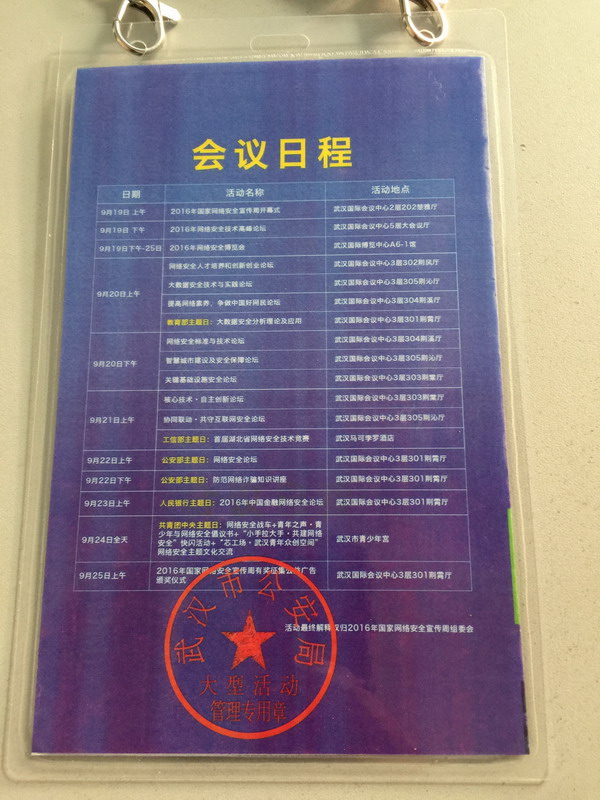 会议日程
日期 活动名称 活动地点
9月19日 上午 2016年国家网络安全宣传周开幕式 武汉国际会议中心2层202楚雅厅
9月19日 下午 2016年网络安全技术高峰论坛 武汉国际会议中心5层大会议厅
9月19日下午-25日 2016年网络安全博览会 武汉国际博览中心A6-1馆
9月20日上午 网络安全人才培养和创新创业论坛 武汉国际会议中心3层302荆凤厅
大数据安全技术与实践论坛 武汉国际会议中心3层305荆沁厅
提高网络素养，争做中国好网民论坛 武汉国际会议中心3层304荆溪厅
教育部主题日：大数据安全分析理论及应用 武汉国际会议中心3层301荆霄厅
9月20日下午 网络安全标准与技术论坛 武汉国际会议中心3层304荆溪厅
智慧城市建设及安全保障论坛 武汉国际会议中心3层305荆沁厅
关键基础设施安全论坛 武汉国际会议中心3层303荆厅
9月21日上午 核心技术·自主创新论坛 武汉国际会议中心3层303荆厅
协同联动·共守互联网安全论坛 武汉国际会议中心3层305荆沁厅
工信部主题日：首届湖北省网络安全技术竞赛 武汉马可孛罗酒店
9月22日上午 公安部主题日：网络安全论坛 武汉国际会议中心3层301荆霄厅
9月22日下午 公安部主题日：防范网络诈骗知识讲座 武汉国际会议中心3层301荆霄厅
9月23日上午 人民银行主题日：2016年中国金融网络安全论坛 武汉国际会议中心3层301荆霄厅
9月24日全天 共青团中央主题日：网络安全战车+青年之声·青
少年与网络安全倡议书+“小手拉大手·共建网络
安全”快闪活动+“芯工场·武汉青年众创空间”
网络安全主题文化交流 武汉市青少年宫
9月25日上午 2016年国家网络安全宣传周有奖征集公益广告
颁奖仪式 武汉国际会议中心3层301荆霄厅
活动最终解释权归2016年国家网络安全宣传周组委会
武汉市公安局
大型活动
管理专用章